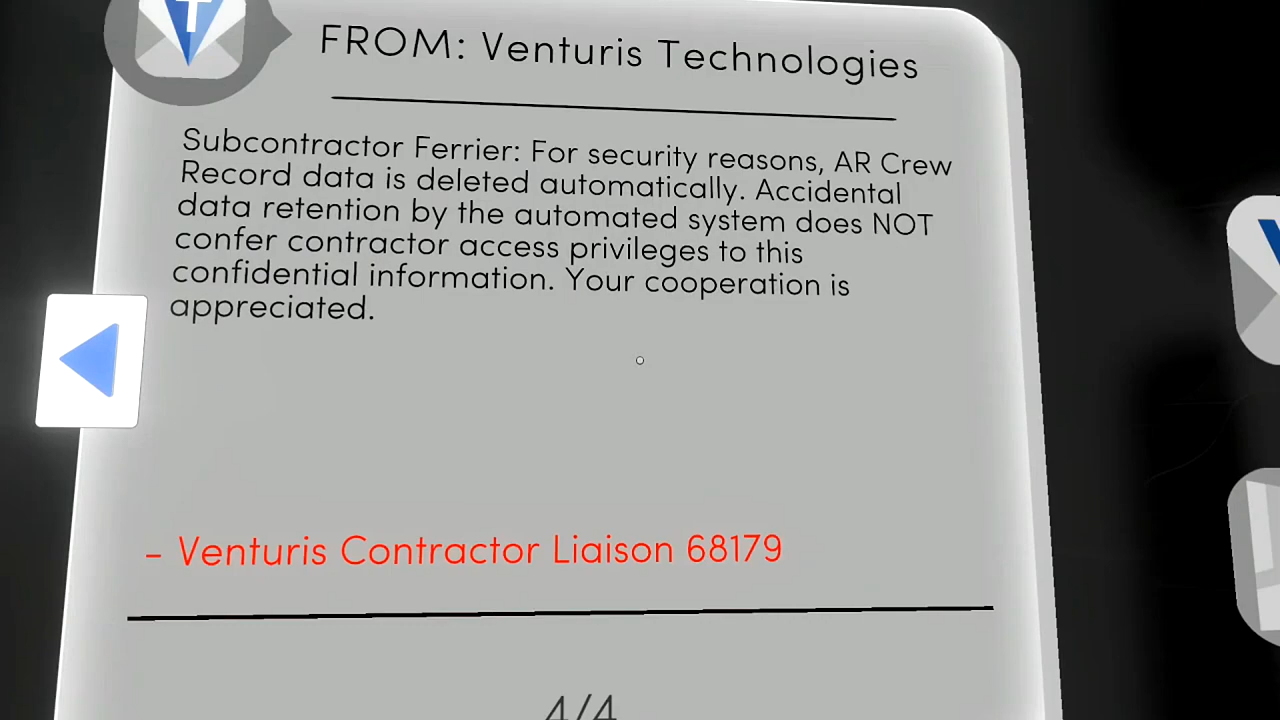 T
FROM: Venturis Technologies
Subcontractor Ferrier: For security reasons, AR Crew
Record data is deleted automatically. Accidental
data retention by the automated system does NOT
confer contractor access privileges to this
confidential information. Your cooperation is
appreciated.
– Venturis Contractor Liaison 68179
4/4